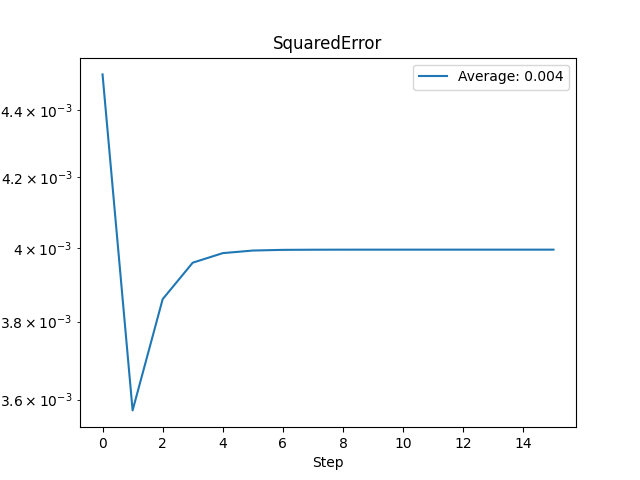 SquaredError
Average: 0.004
4.4 × 10⁻³
4.2 × 10⁻³
4 × 10⁻³
3.8 × 10⁻³
3.6 × 10⁻³
0 2 4 6 8 10 12 14
Step